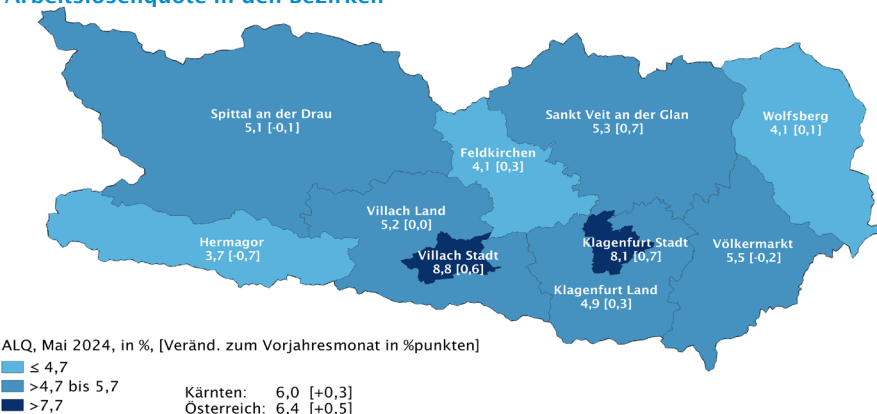 Arbeitslosenquote in den Bezirken
Spittal an der Drau
5,1 [-0,1]
Sankt Veit an der Glan
5,3 [0,7]
Wolfsberg
4,1 [0,1]
Feldkirchen
4,1 [0,3]
Villach Land
5,2 [0,0]
Hermagor
3,7 [-0,7]
Villach Stadt
8,8 [0,6]
Klagenfurt Stadt
8,1 [0,7]
Völkermarkt
5,5 [-0,2]
Klagenfurt Land
4,9 [0,3]
ALQ, Mai 2024, in %, [Veränd. zum Vorjahresmonat in %punkten]
≤ 4,7
>4,7 bis 5,7
>7,7
Kärnten: 6,0 [+0,3]
Österreich: 6,4 [+0,5]